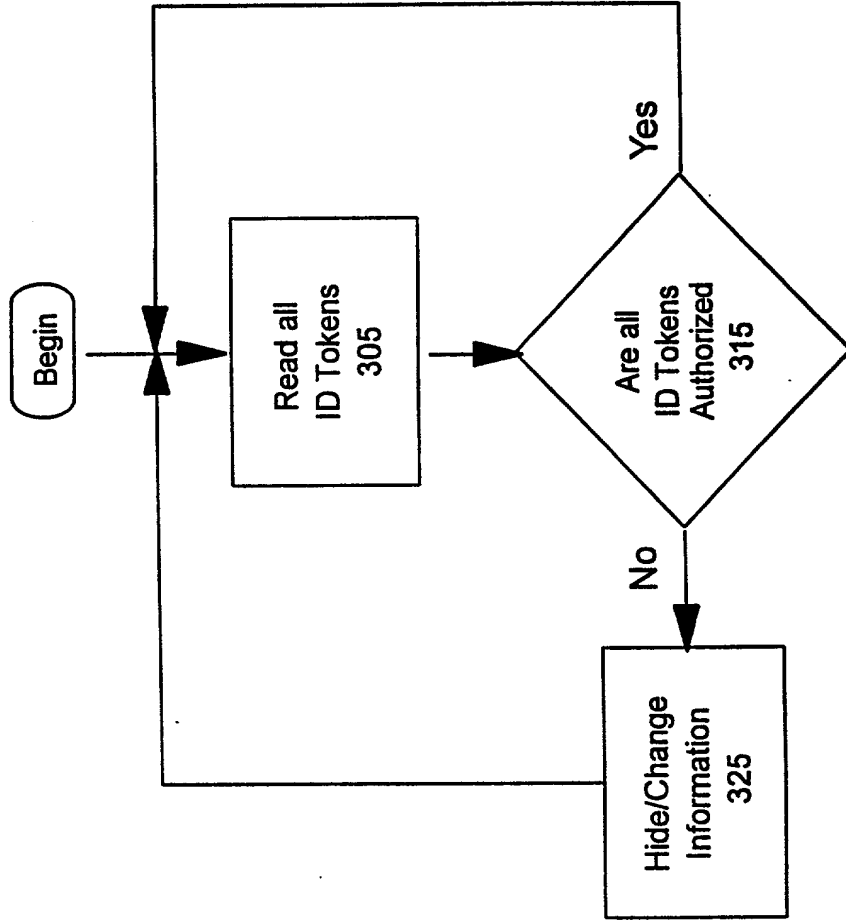 Begin
Read all
ID Tokens
305
Are all
ID Tokens
Authorized
315
Yes
No
Hide/Change
Information
325